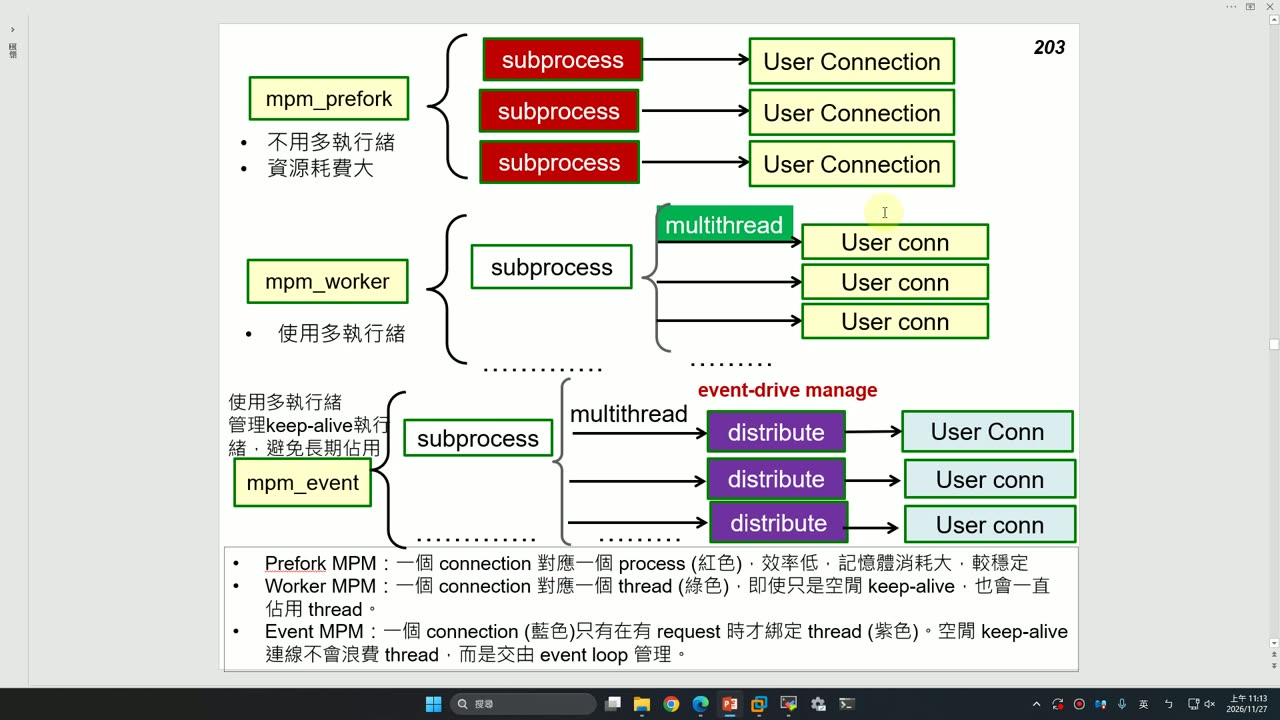 203
subprocess
User Connection
mpm_prefork
subprocess
User Connection
• 不用多執行緒
• 資源耗費大
subprocess
User Connection
multithread
User conn
mpm_worker
subprocess
User conn
User conn
• 使用多執行緒
.............
.........
event-drive manage
使用多執行緒
管理keep-alive執行
緒，避免長期佔用
mpm_event
subprocess
multithread
distribute
User Conn
distribute
User conn
distribute
User conn
.............
.........
• Prefork MPM：一個 connection 對應一個 process (紅色)，效率低，記憶體消耗大，較穩定
• Worker MPM：一個 connection 對應一個 thread (綠色)，即使只是空閒 keep-alive，也會一直
佔用 thread。
• Event MPM：一個 connection (藍色)只有在有 request 時才綁定 thread (紫色)。空閒 keep-alive
連線不會浪費 thread，而是交由 event loop 管理。
搜尋
英
ㄅ
上午 11:13
2026/11/27